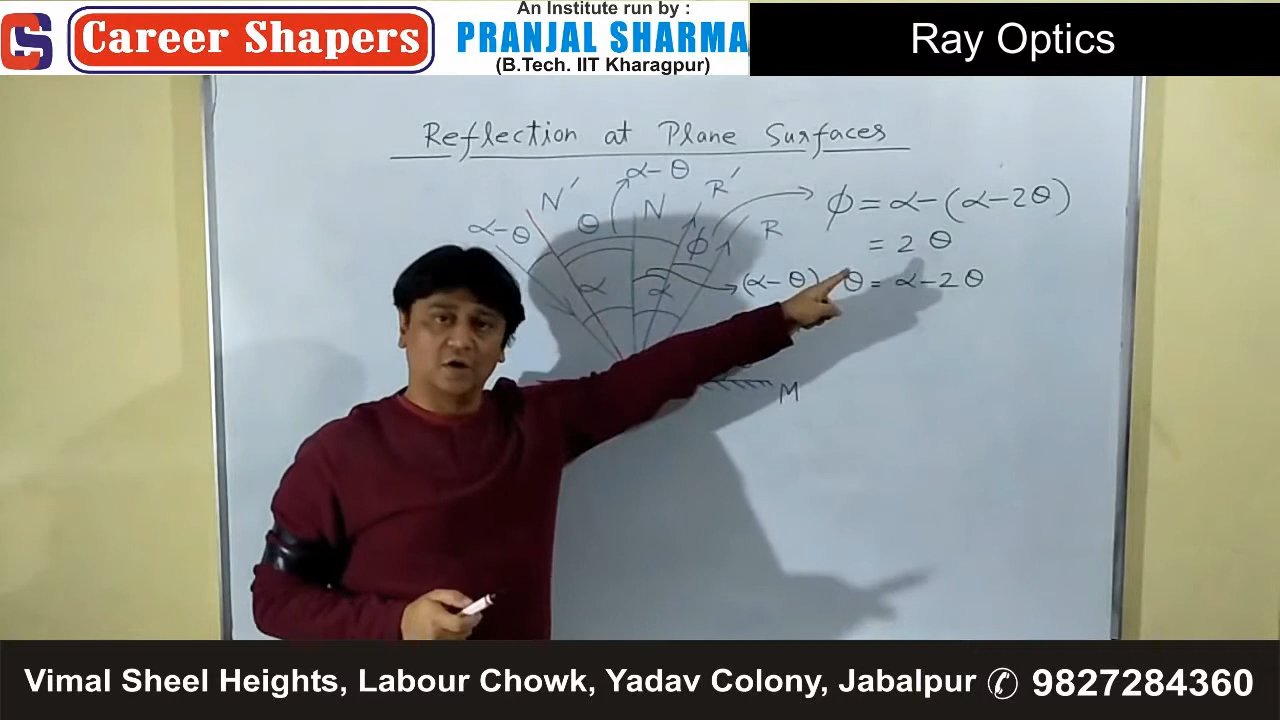 An Institute run by :
CS Career Shapers
PRANJAL SHARMA
(B.Tech. IIT Kharagpur)
Ray Optics
Reflection at Plane Surfaces
α-θ
N'
θ
α-θ
N
R'
R
φ
φ = α-(α-2θ)
= 2θ
α
α
(α-θ) θ = α-2θ
M
Vimal Sheel Heights, Labour Chowk, Yadav Colony, Jabalpur ✆ 9827284360